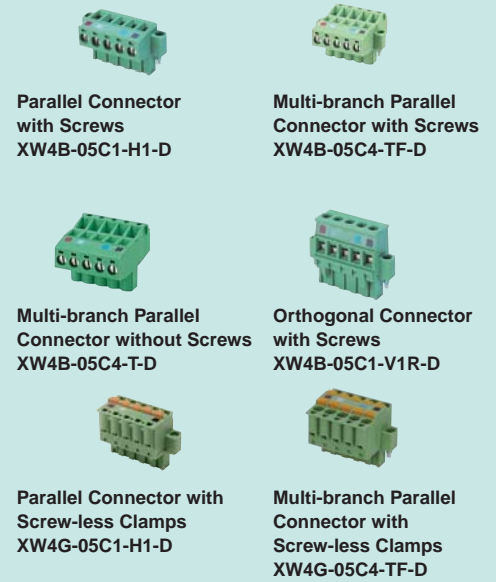 Parallel Connector
with Screws
XW4B-05C1-H1-D
Multi-branch Parallel
Connector with Screws
XW4B-05C4-TF-D
Multi-branch Parallel
Connector without Screws
XW4B-05C4-T-D
Orthogonal Connector
with Screws
XW4B-05C1-V1R-D
Parallel Connector with
Screw-less Clamps
XW4G-05C1-H1-D
Multi-branch Parallel
Connector with
Screw-less Clamps
XW4G-05C4-TF-D